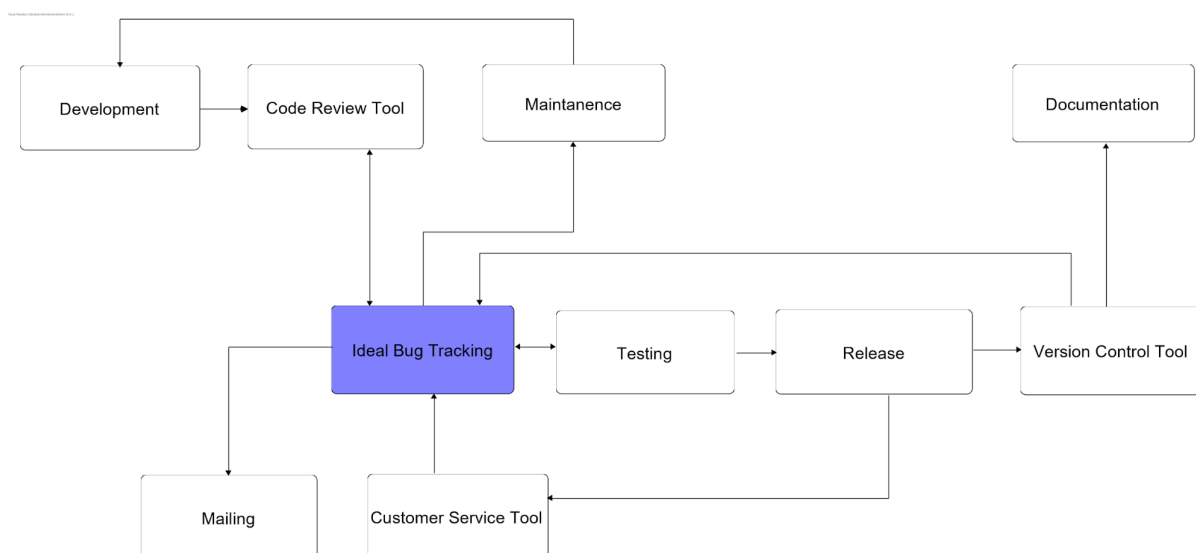 Development
Code Review Tool
Maintanence
Documentation
Ideal Bug Tracking
Testing
Release
Version Control Tool
Mailing
Customer Service Tool